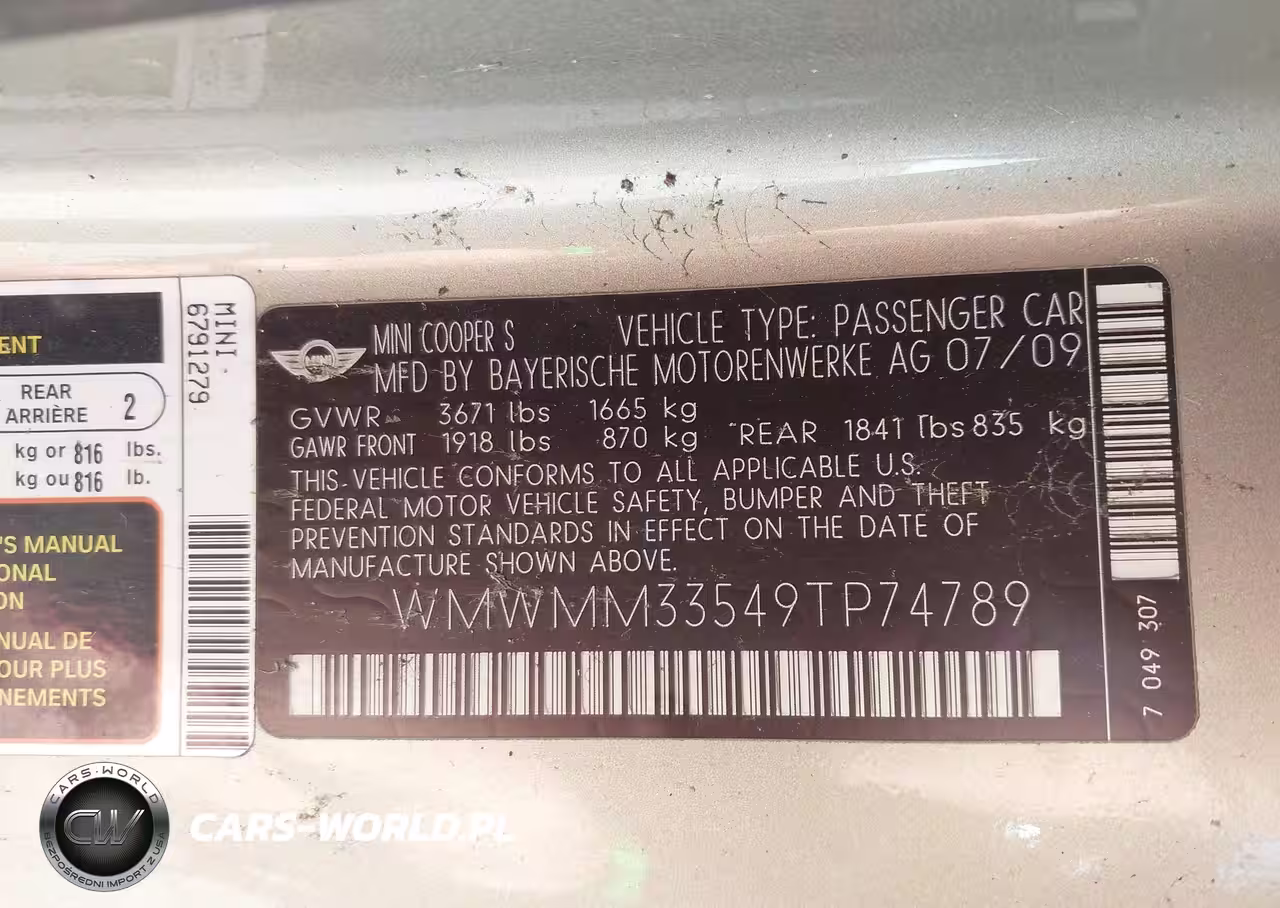 ENT
REAR
ARRIÈRE 2
kg or 816 lbs.
kg ou 816 lb.
'S MANUAL
ONAL
ON
NUAL DE
OUR PLUS
NEMENTS
MINI
6791279
MINI
MINI COOPER S VEHICLE TYPE: PASSENGER CAR
MFD BY BAYERISCHE MOTORENWERKE AG 07/09
GVWR 3671 lbs 1665 kg
GAWR FRONT 1918 lbs 870 kg REAR 1841 lbs 835 kg
THIS VEHICLE CONFORMS TO ALL APPLICABLE U.S.
FEDERAL MOTOR VEHICLE SAFETY, BUMPER AND THEFT
PREVENTION STANDARDS IN EFFECT ON THE DATE OF
MANUFACTURE SHOWN ABOVE.
WMWMM33549TP74789
7 049 307
CARS-WORLD
CW
BEZPOŚREDNI IMPORT Z USA
CARS-WORLD.PL